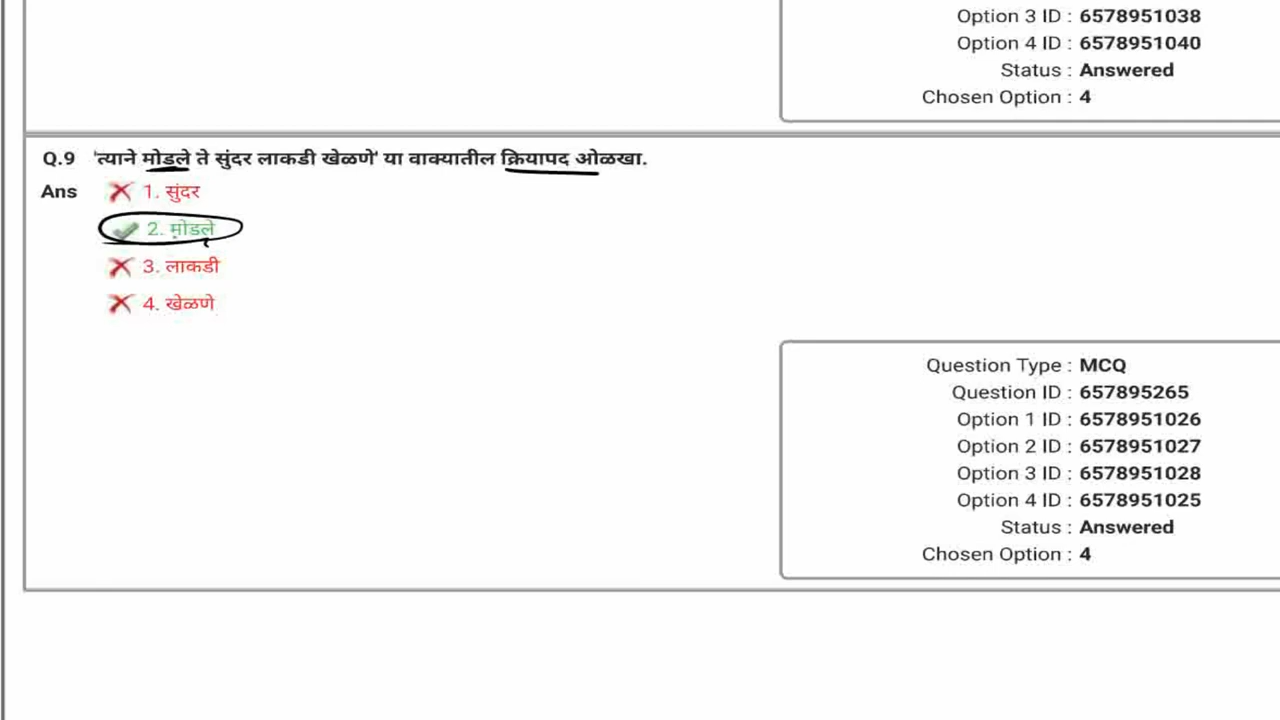 Option 3 ID : 6578951038
Option 4 ID : 6578951040
Status : Answered
Chosen Option : 4
Q.9 'त्याने मोडले ते सुंदर लाकडी खेळणे' या वाक्यातील क्रियापद ओळखा.
Ans 1. सुंदर
2. मोडले
3. लाकडी
4. खेळणे
Question Type : MCQ
Question ID : 657895265
Option 1 ID : 6578951026
Option 2 ID : 6578951027
Option 3 ID : 6578951028
Option 4 ID : 6578951025
Status : Answered
Chosen Option : 4